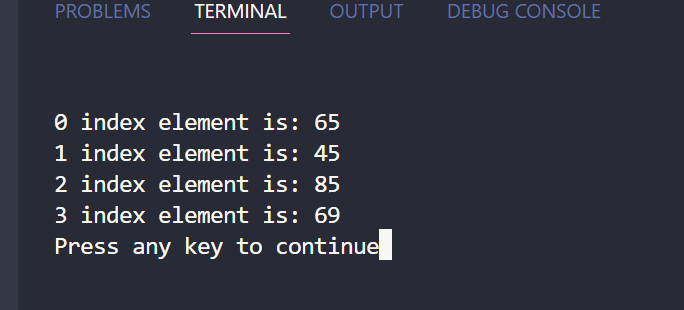 PROBLEMS TERMINAL OUTPUT DEBUG CONSOLE
0 index element is: 65
1 index element is: 45
2 index element is: 85
3 index element is: 69
Press any key to continue